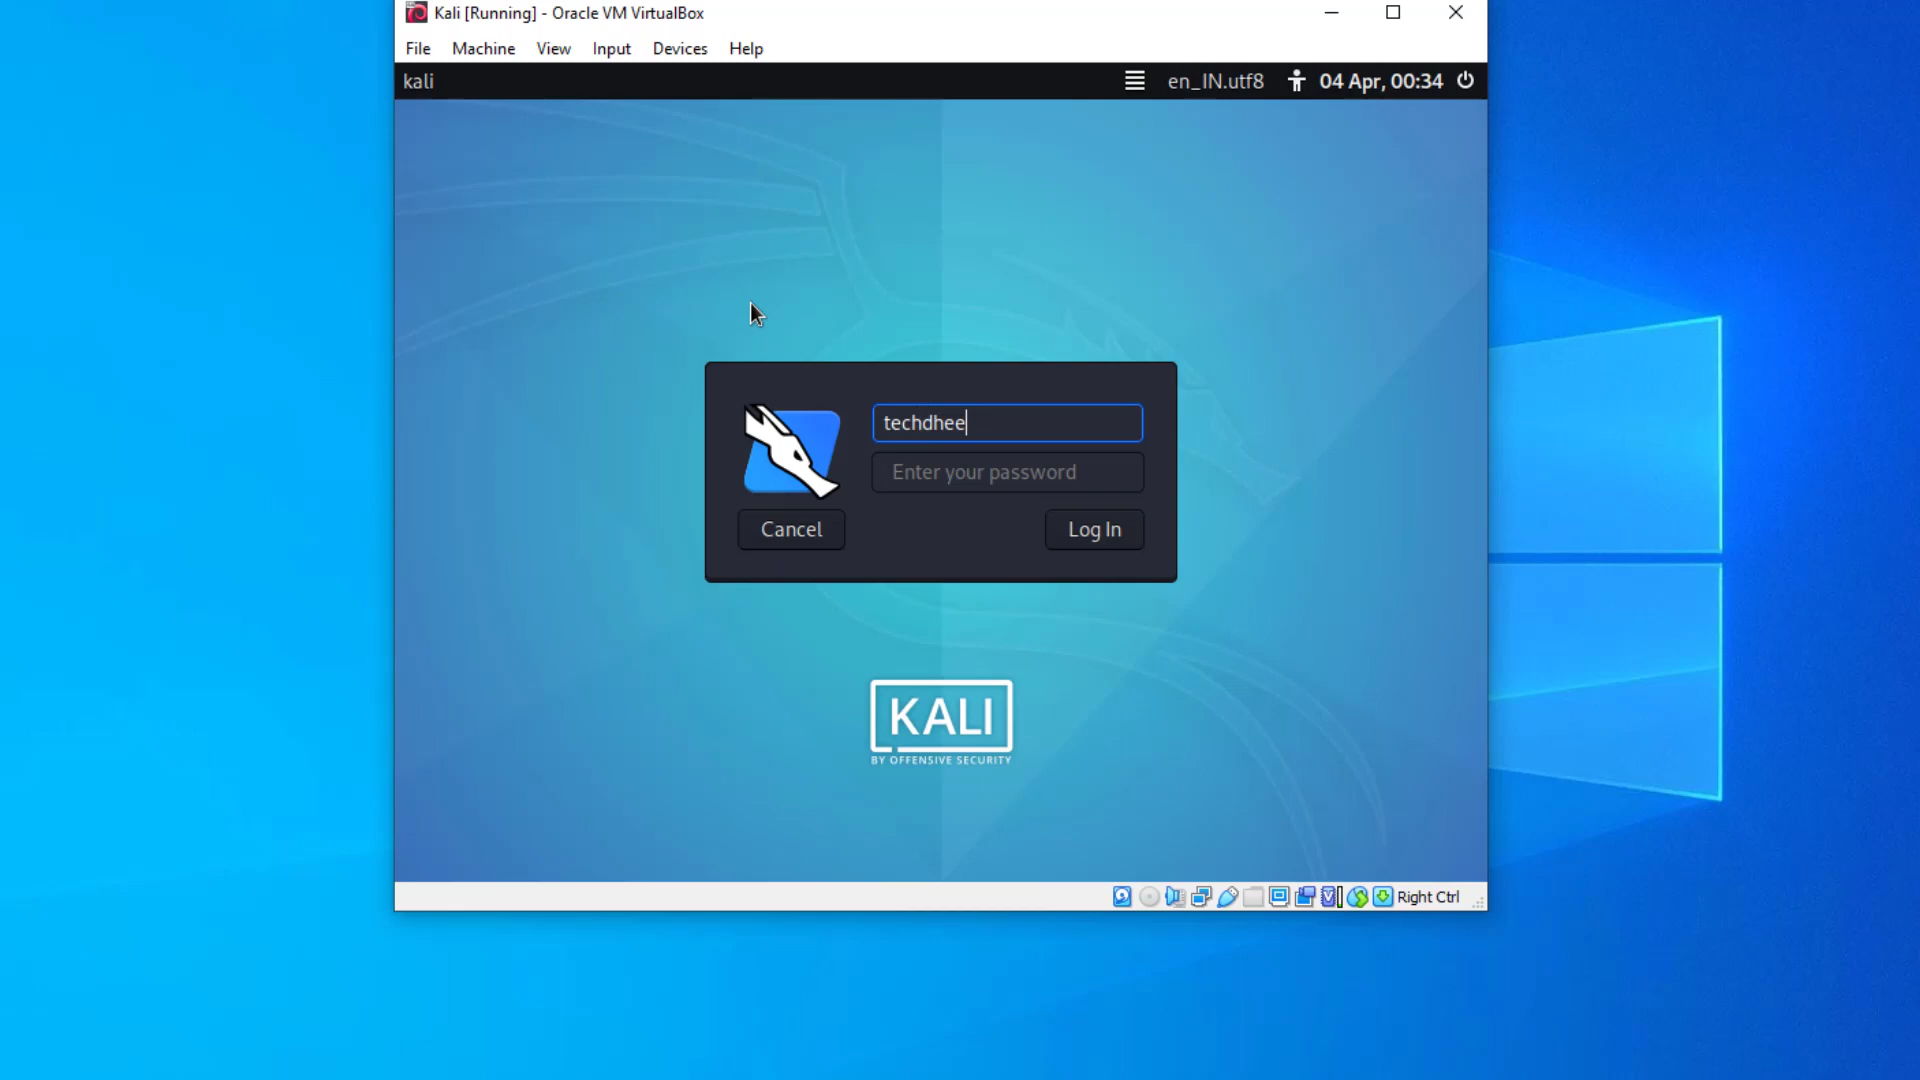 Kali [Running] - Oracle VM VirtualBox
File Machine View Input Devices Help
kali en_IN.utf8 04 Apr, 00:34
techdhee
Enter your password
Cancel Log In
KALI
BY OFFENSIVE SECURITY
Right Ctrl